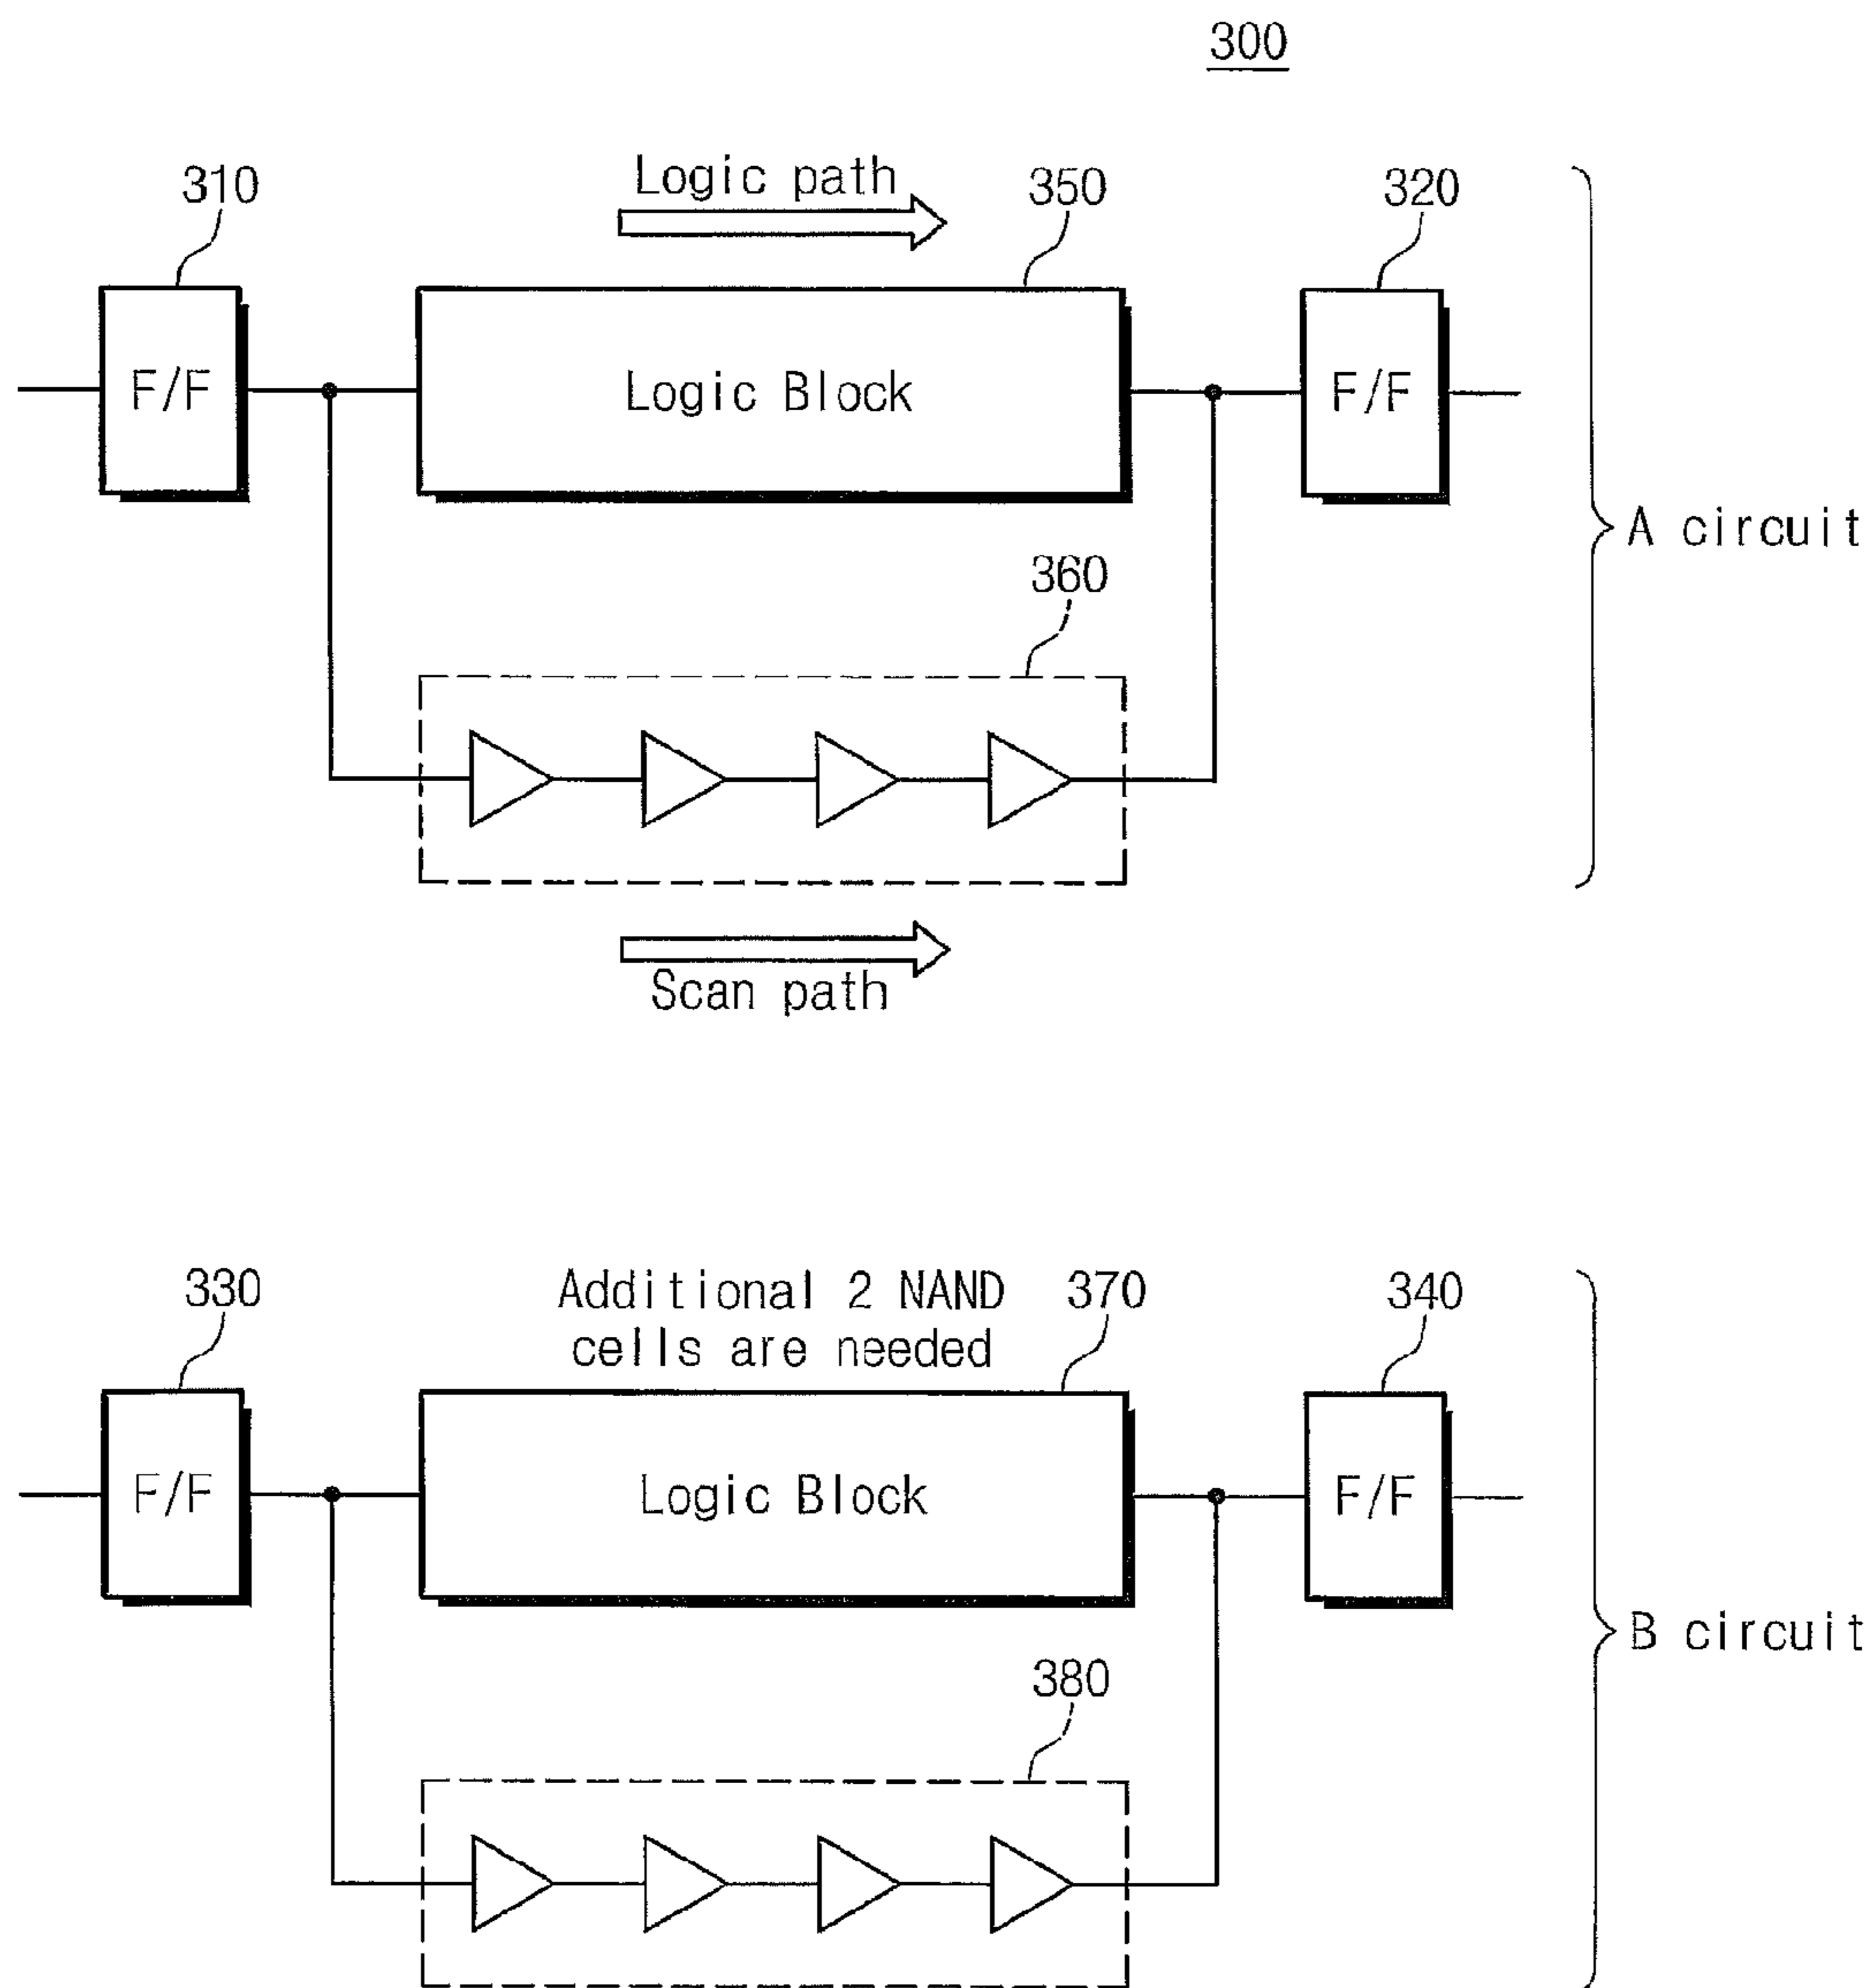 300
310
Logic path
350
320
F/F
Logic Block
F/F
A circuit
360
Scan path
330
Additional 2 NAND
cells are needed
370
340
F/F
Logic Block
F/F
B circuit
380